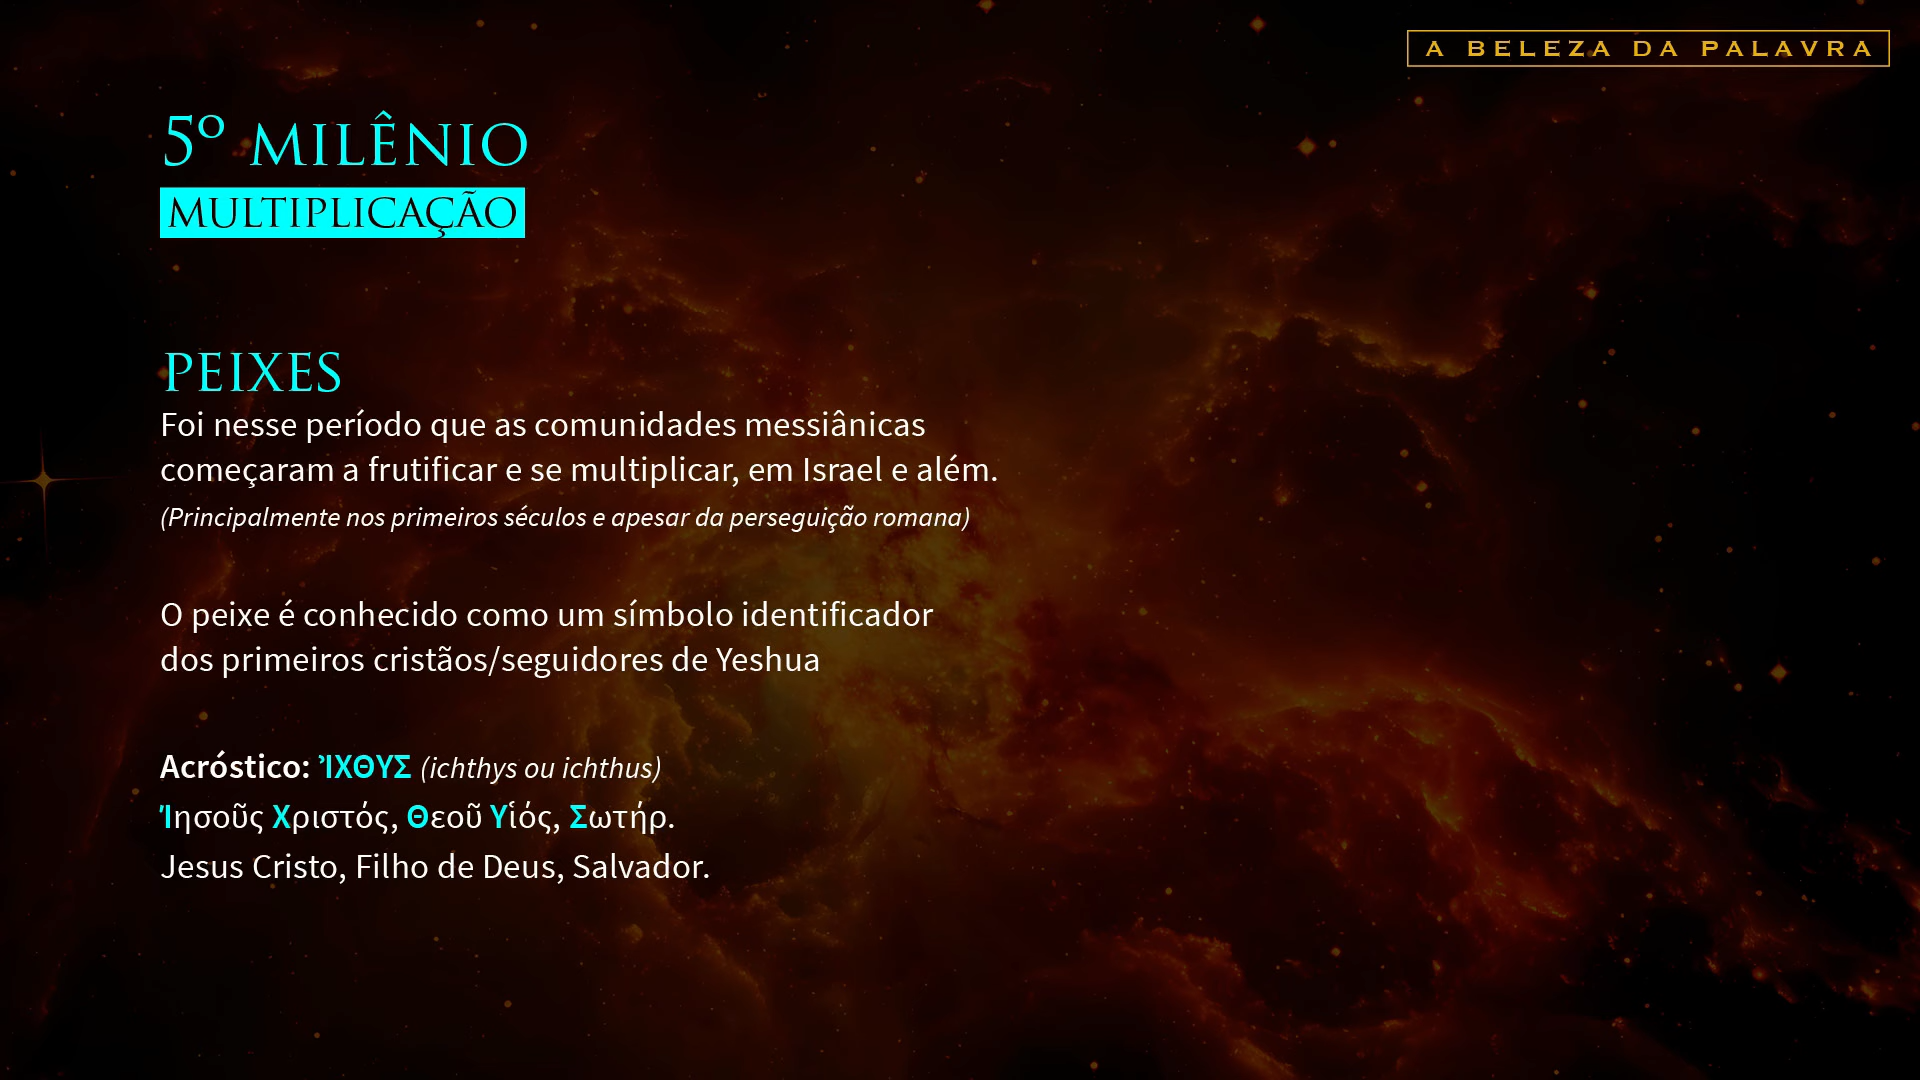 A BELEZA DA PALAVRA
5º MILÊNIO
MULTIPLICAÇÃO
PEIXES
Foi nesse período que as comunidades messiânicas
começaram a frutificar e se multiplicar, em Israel e além.
(Principalmente nos primeiros séculos e apesar da perseguição romana)
O peixe é conhecido como um símbolo identificador
dos primeiros cristãos/seguidores de Yeshua
Acróstico: ἸΧΘΥΣ (ichthys ou ichthus)
Ἰησοῦς Χριστός, Θεοῦ Υἱός, Σωτήρ.
Jesus Cristo, Filho de Deus, Salvador.